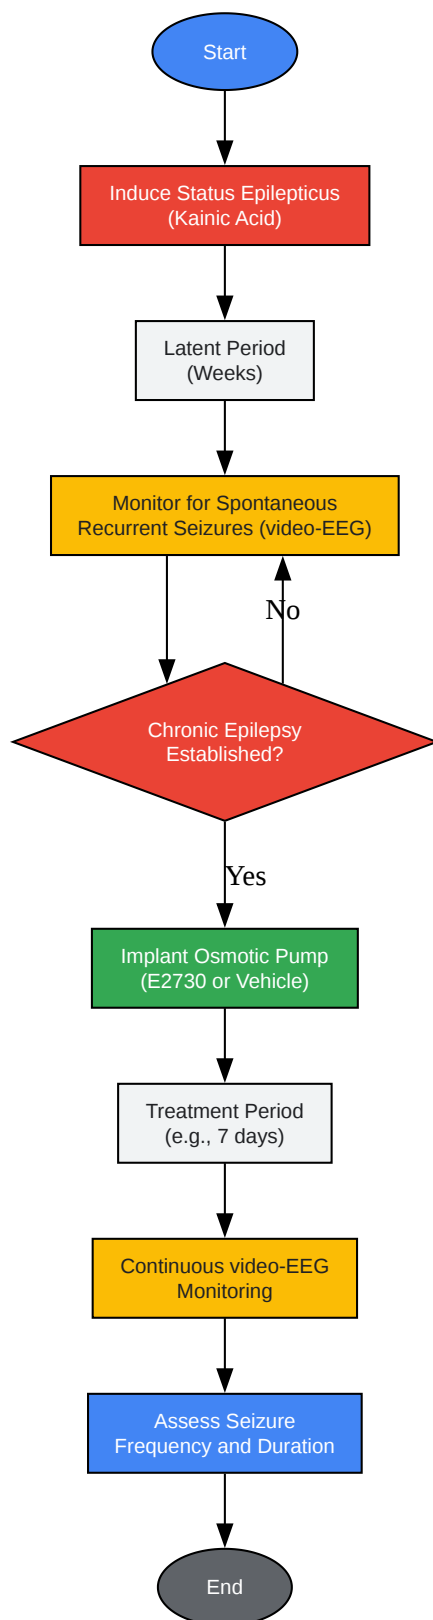 Start
Induce Status Epilepticus
(Kainic Acid)
Latent Period
(Weeks)
Monitor for Spontaneous
Recurrent Seizures (video-EEG)
No
Chronic Epilepsy
Established?
Yes
Implant Osmotic Pump
(E2730 or Vehicle)
Treatment Period
(e.g., 7 days)
Continuous video-EEG
Monitoring
Assess Seizure
Frequency and Duration
End